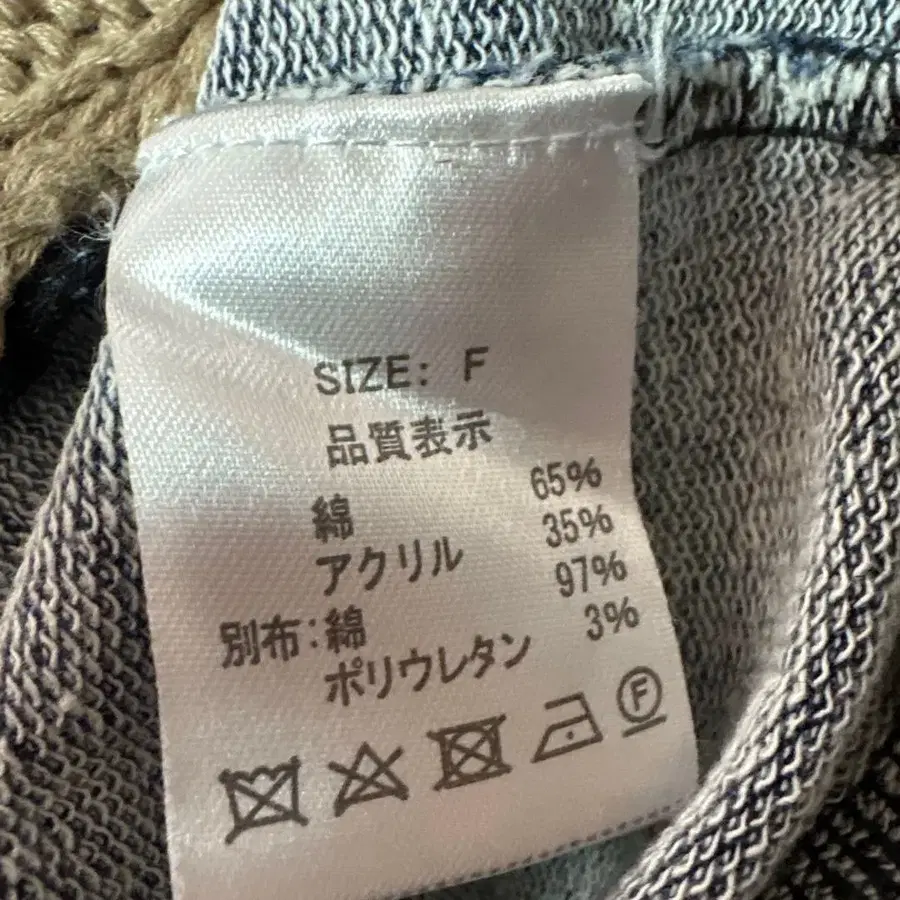 SIZE: F
品質表示
綿 65%
アクリル 35%
別布:綿 97%
ポリウレタン 3%
F